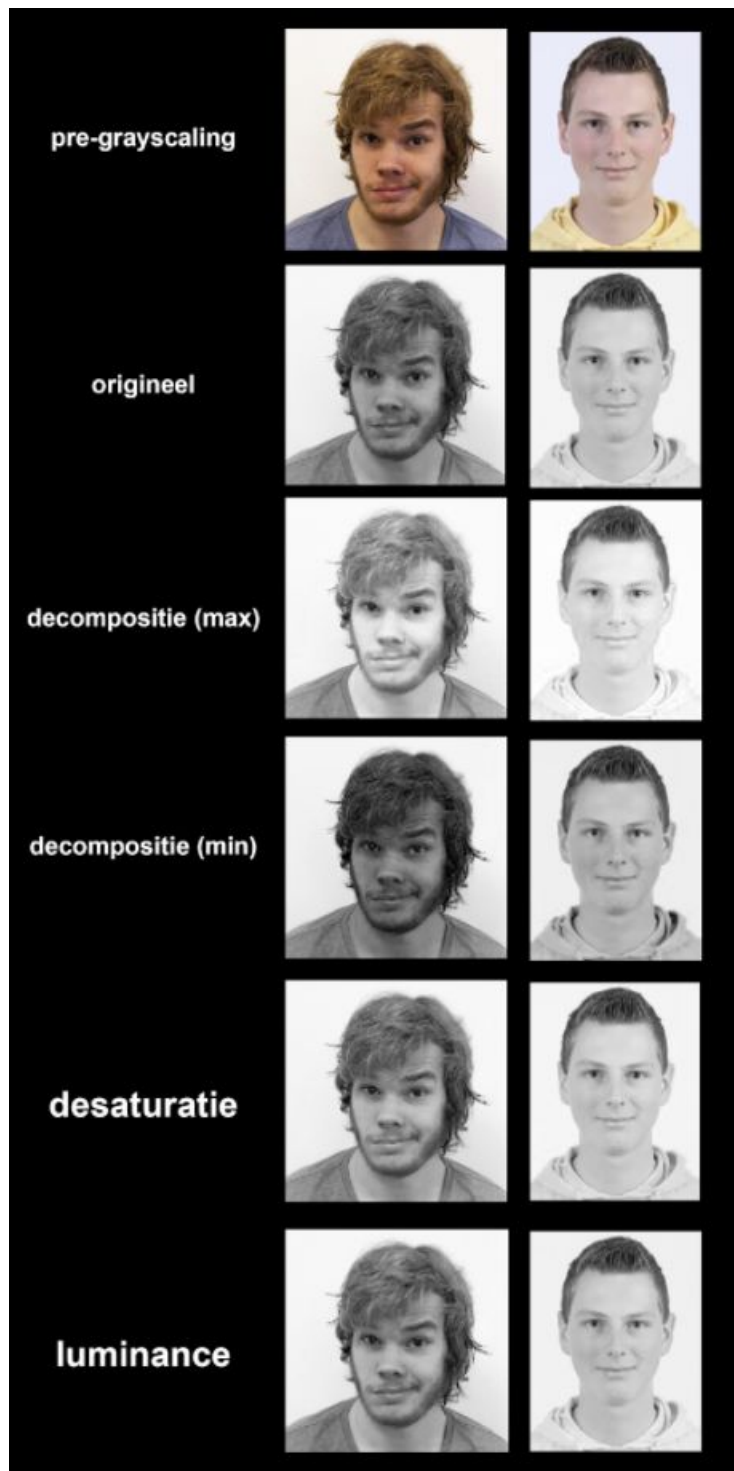 pre-grayscaling
origineel
decompositie (max)
decompositie (min)
desaturatie
luminance